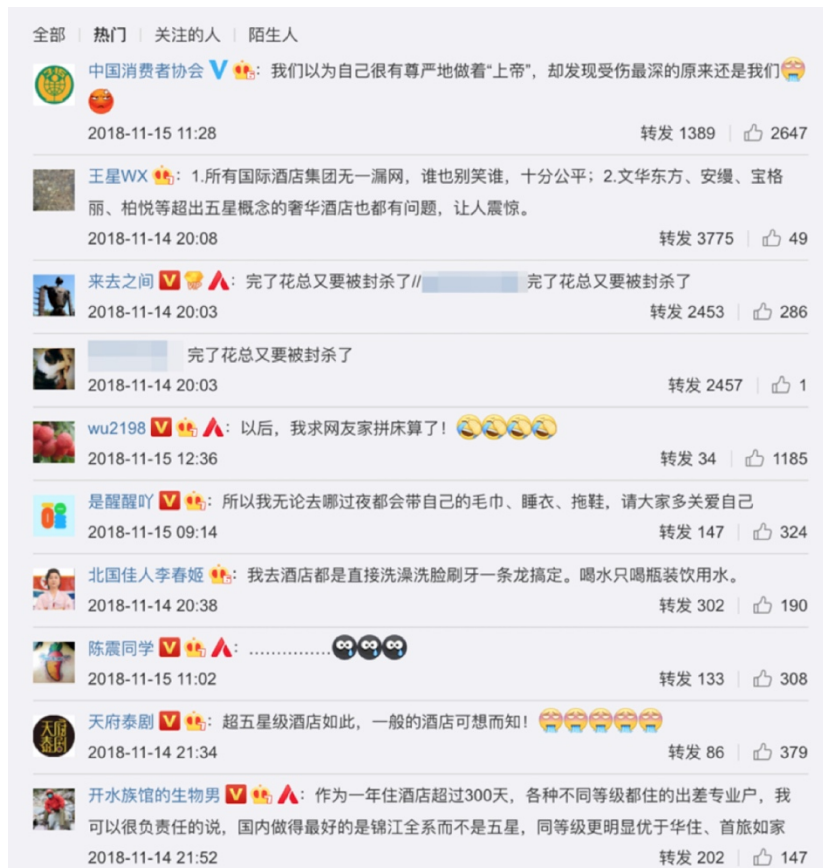 全部 热门 关注的人 陌生人
中国消费者协会：我们以为自己很有尊严地做着“上帝”，却发现受伤最深的原来还是我们
2018-11-15 11:28 转发 1389 2647
王星WX：1.所有国际酒店集团无一漏网，谁也别笑谁，十分公平；2.文华东方、安缦、宝格
丽、柏悦等超出五星概念的奢华酒店也都有问题，让人震惊。
2018-11-14 20:08 转发 3775 49
来去之间：完了花总又要被封杀了//完了花总又要被封杀了
2018-11-14 20:03 转发 2453 286
完了花总又要被封杀了
2018-11-14 20:03 转发 2457 1
wu2198：以后，我求网友家拼床算了！
2018-11-15 12:36 转发 34 1185
是醒醒吖：所以我无论去哪过夜都会带自己的毛巾、睡衣、拖鞋，请大家多关爱自己
2018-11-15 09:14 转发 147 324
北国佳人李春姬：我去酒店都是直接洗澡洗脸刷牙一条龙搞定。喝水只喝瓶装饮用水。
2018-11-14 20:38 转发 302 190
陈震同学：...............
2018-11-15 11:02 转发 133 308
天府泰剧：超五星级酒店如此，一般的酒店可想而知！
2018-11-14 21:34 转发 86 379
开水族馆的生物男：作为一年住酒店超过300天，各种不同等级都住的出差专业户，我
可以很负责任的说，国内做得最好的是锦江全系而不是五星，同等级更明显优于华住、首旅如家
2018-11-14 21:52 转发 202 147